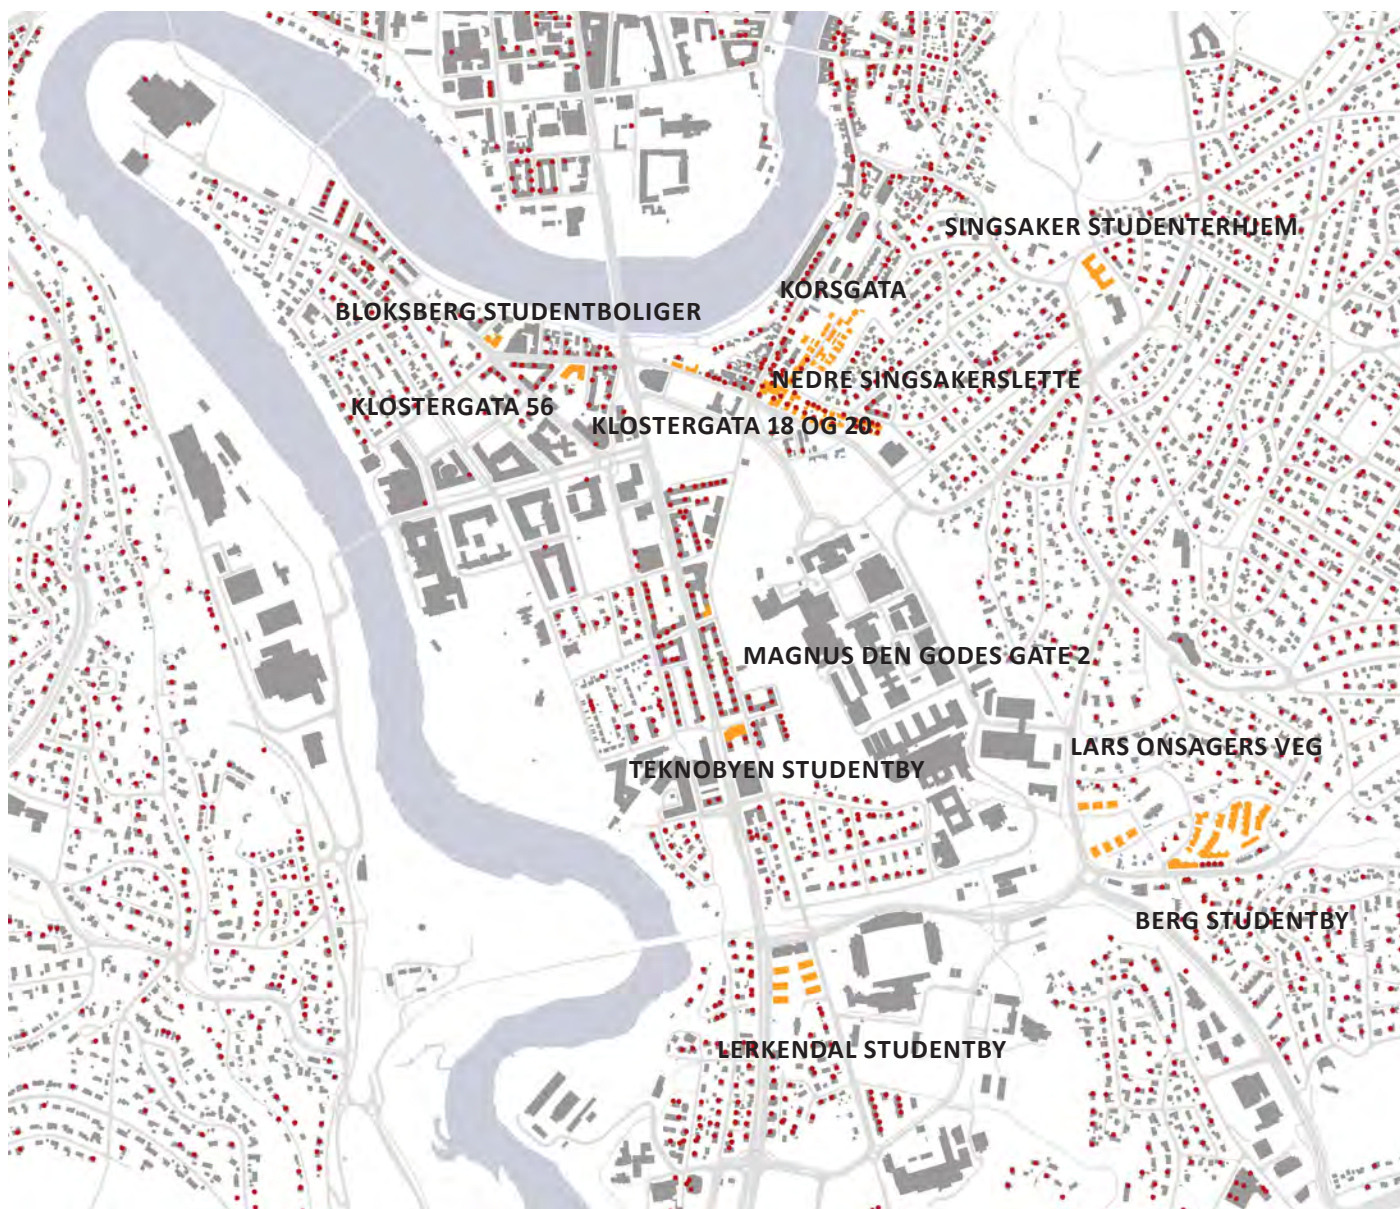 SINGSAKER STUDENTERHJEM
KORSGATA
BLOKSBERG STUDENTBOLIGER
NEDRE SINGSAKERSLETTE
KLOSTERGATA 56
KLOSTERGATA 18 OG 20
MAGNUS DEN GODES GATE 2
LARS ONSAGERS VEG
TEKNOBYEN STUDENTBY
BERG STUDENTBY
LERKENDAL STUDENTBY